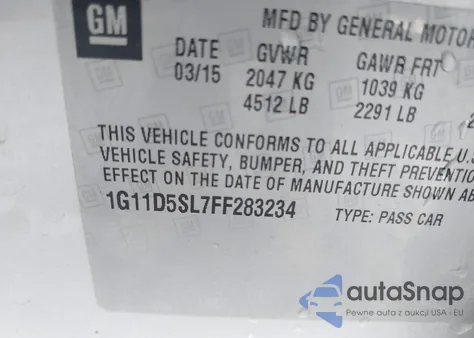 GM
MFD BY GENERAL MOTOR
DATE GVWR GAWR FRT
03/15 2047 KG 1039 KG
4512 LB 2291 LB 2
THIS VEHICLE CONFORMS TO ALL APPLICABLE U.S
VEHICLE SAFETY, BUMPER, AND THEFT PREVENTIO
EFFECT ON THE DATE OF MANUFACTURE SHOWN AB
1G11D5SL7FF283234 TYPE: PASS CAR
autoSnap
Pewne auta z aukcji USA - EU